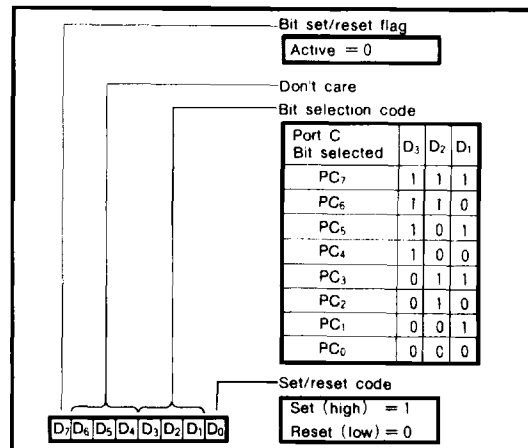 Bit set/reset flag
Active = 0
Don't care
Bit selection code
Port C Bit selected D₃ D₂ D₁
PC₇ 1 1 1
PC₆ 1 1 0
PC₅ 1 0 1
PC₄ 1 0 0
PC₃ 0 1 1
PC₂ 0 1 0
PC₁ 0 0 1
PC₀ 0 0 0
Set/reset code
Set (high) = 1
Reset (low) = 0
D₇ D₆ D₅ D₄ D₃ D₂ D₁ D₀